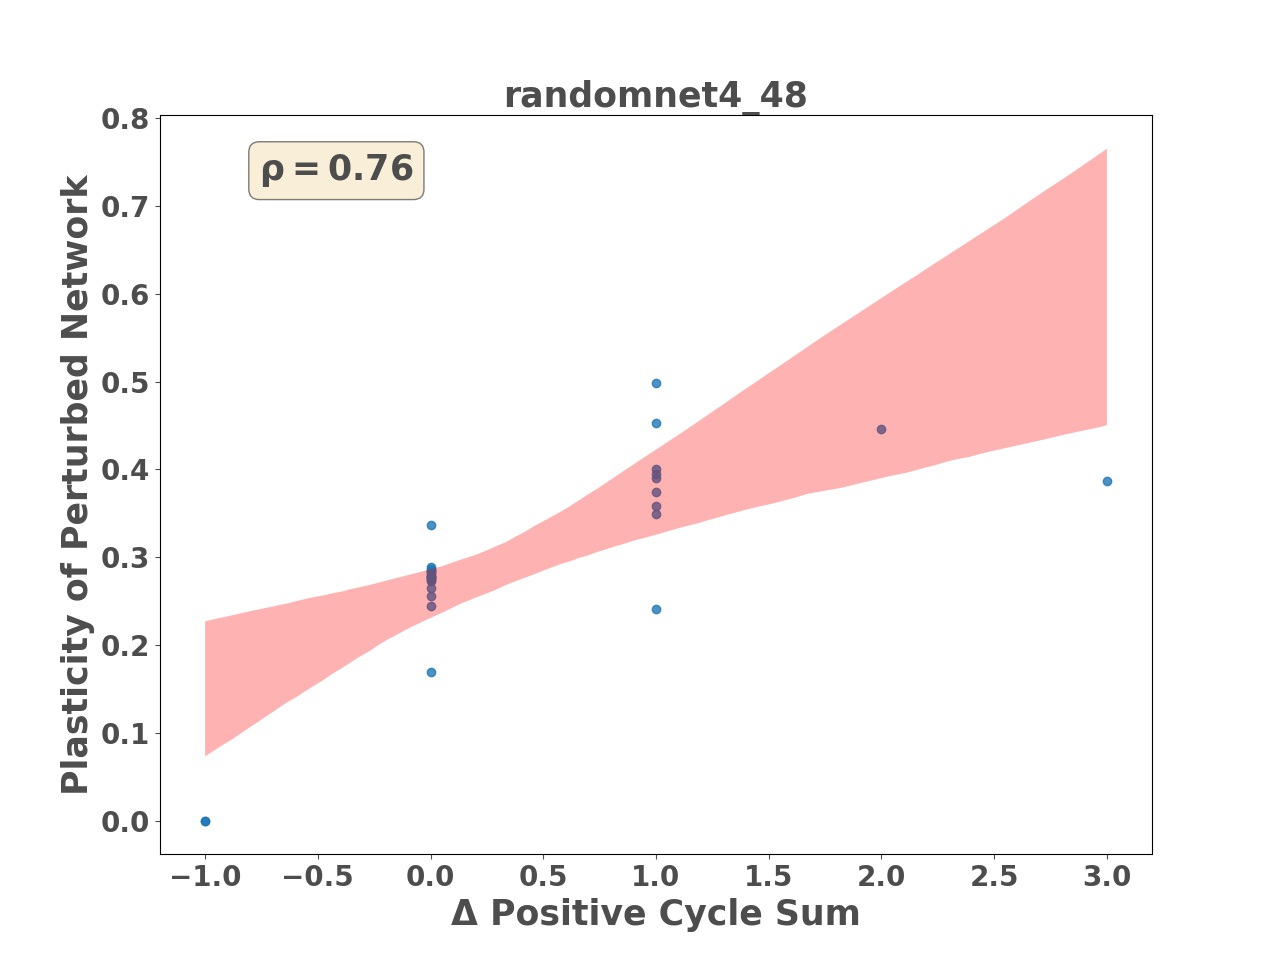 randomnet4_48
ρ = 0.76
Plasticity of Perturbed Network
0.8
0.7
0.6
0.5
0.4
0.3
0.2
0.1
0.0
−1.0 −0.5 0.0 0.5 1.0 1.5 2.0 2.5 3.0
Δ Positive Cycle Sum